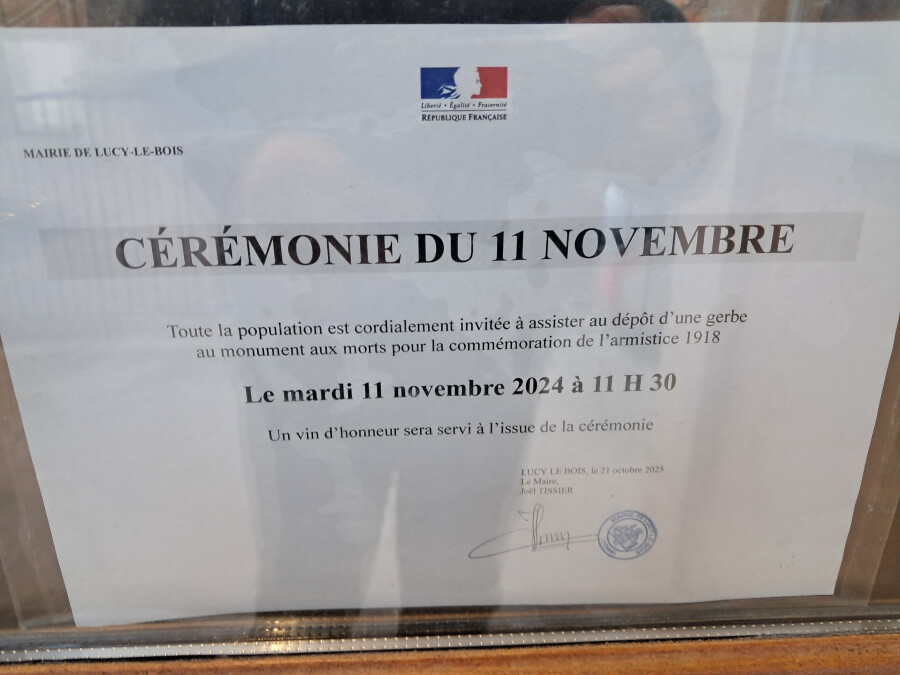 Liberté • Égalité • Fraternité
RÉPUBLIQUE FRANÇAISE
MAIRIE DE LUCY-LE-BOIS
CÉRÉMONIE DU 11 NOVEMBRE
Toute la population est cordialement invitée à assister au dépôt d’une gerbe
au monument aux morts pour la commémoration de l’armistice 1918
Le mardi 11 novembre 2024 à 11 H 30
Un vin d’honneur sera servi à l’issue de la cérémonie
LUCY LE BOIS, le 21 octobre 2025
Le Maire,
Joël TISSIER